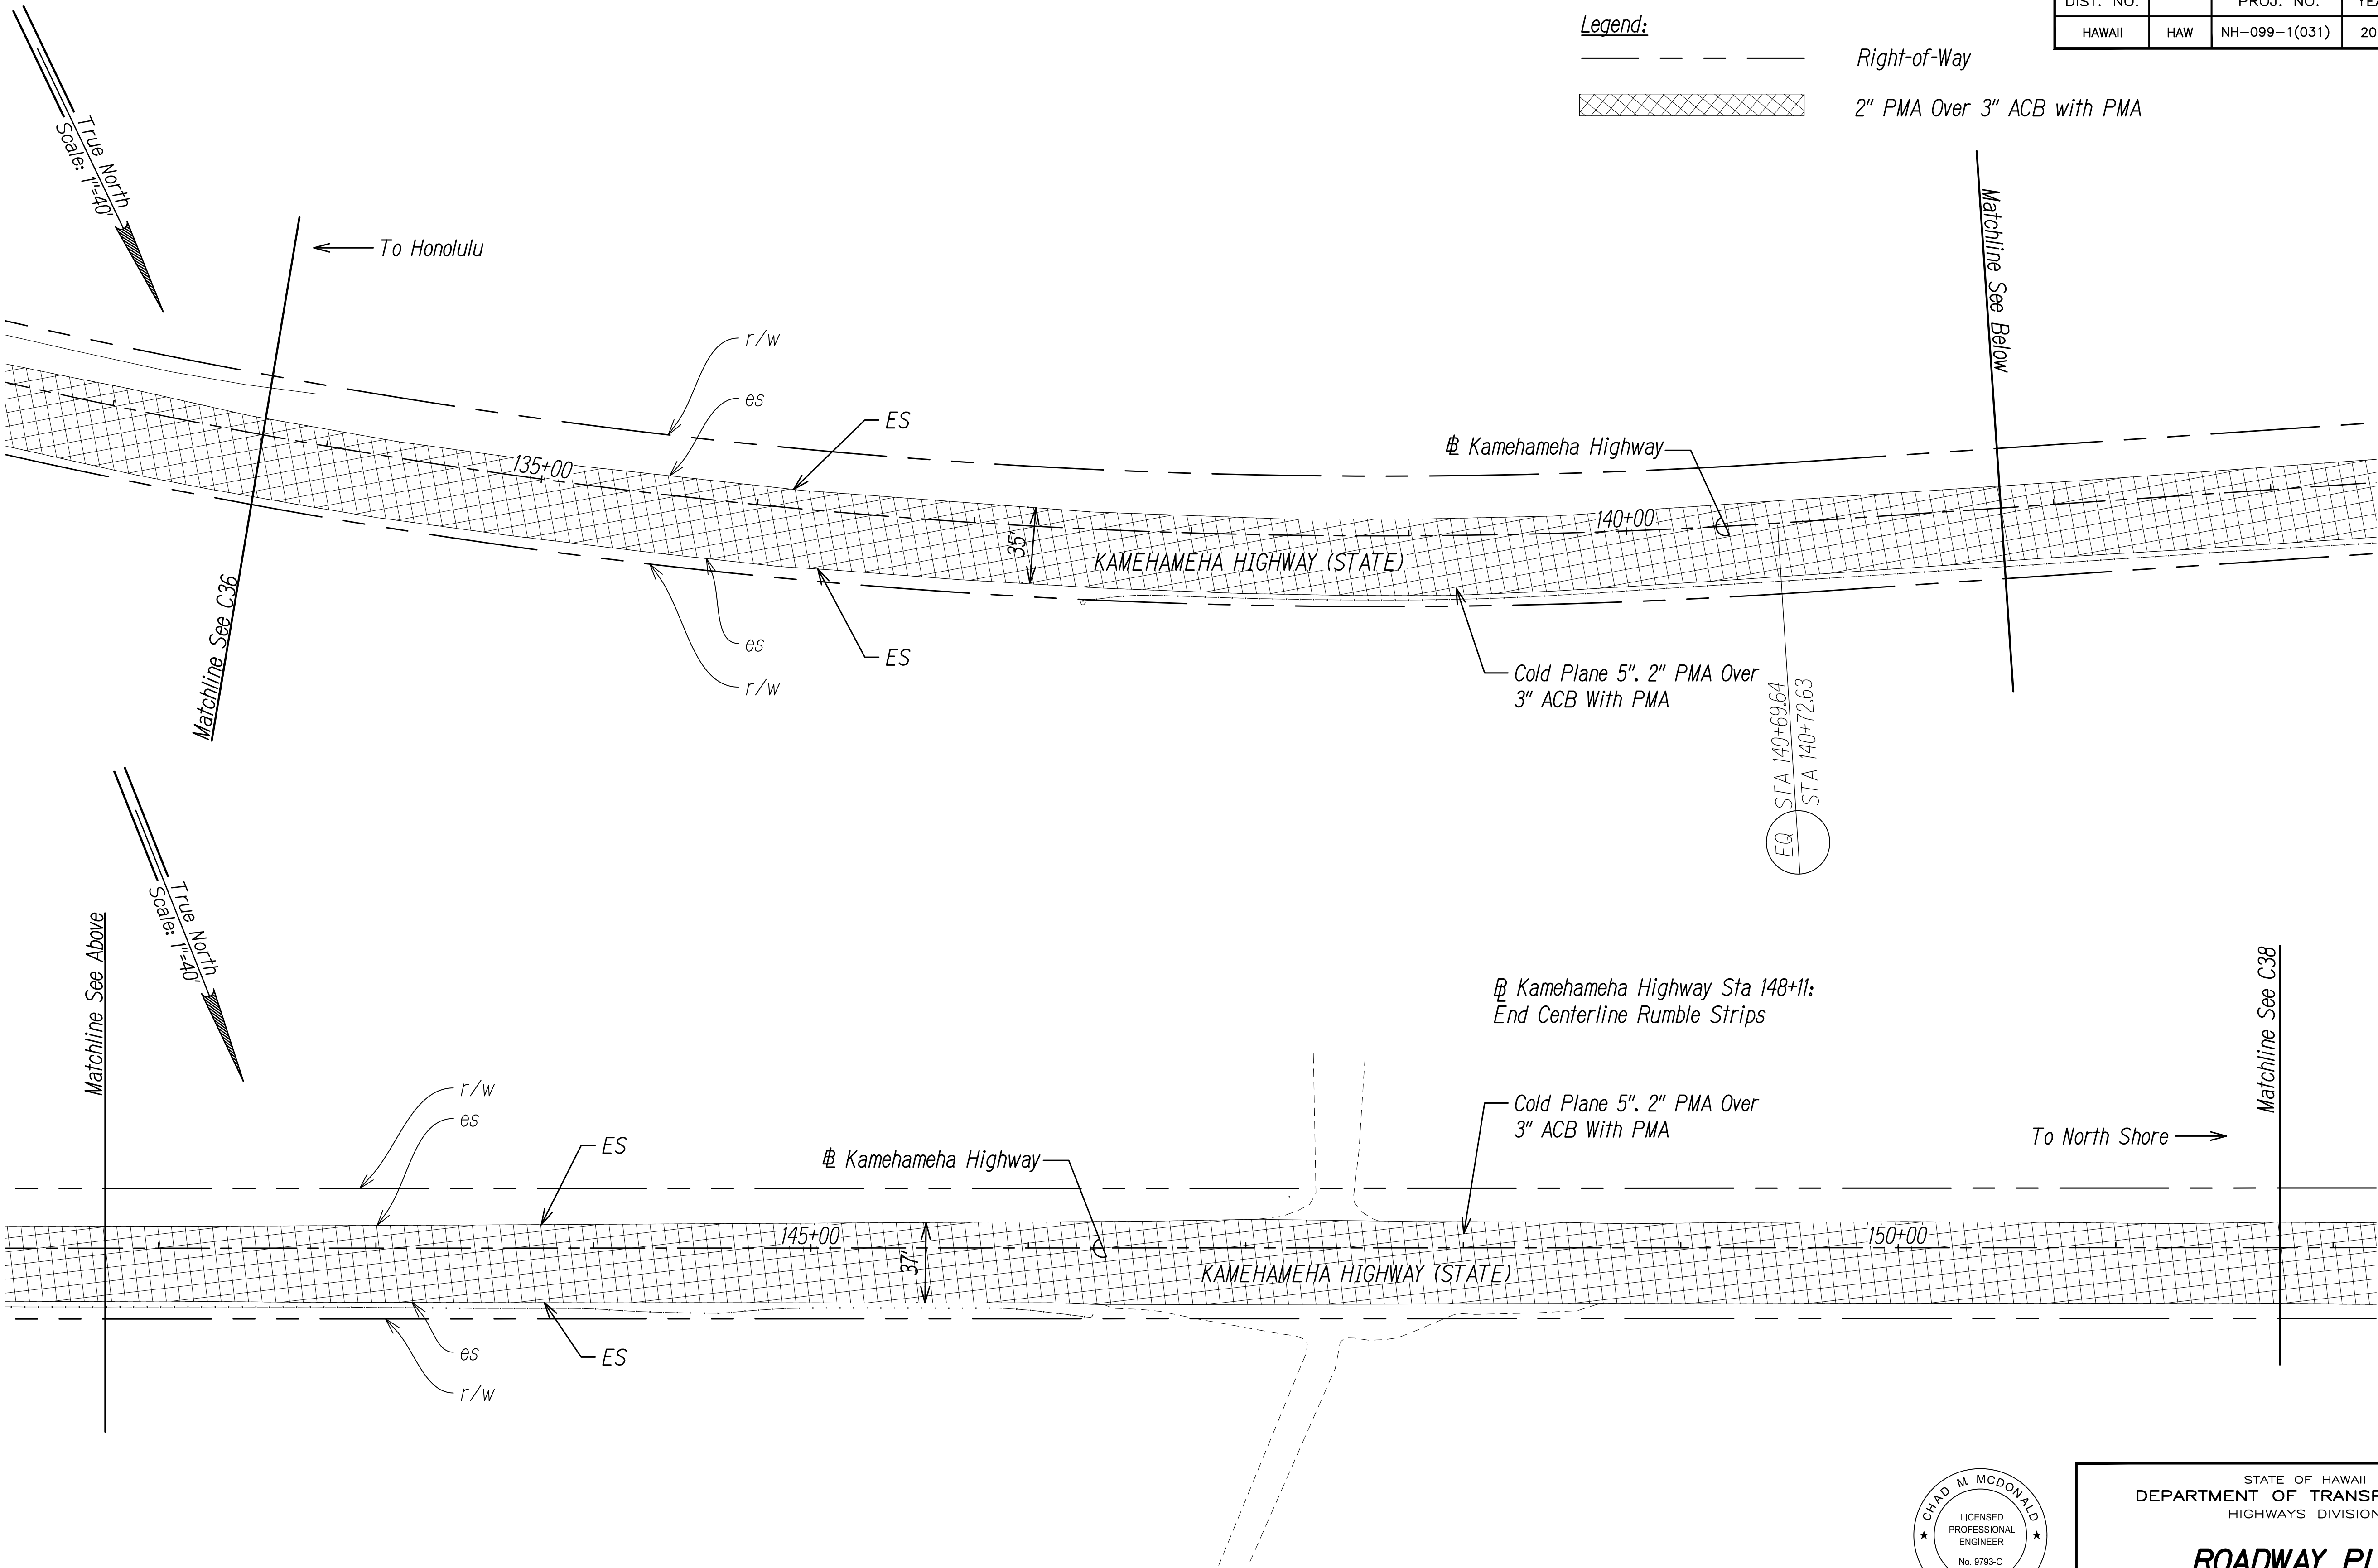 Legend:
Right-of-Way
2" PMA Over 3" ACB with PMA
DIST. NO. PROJ. NO.
HAWAII HAW NH-099-1(031) 20
True North
Scale: 1"=40'
To Honolulu
Matchline See C36
Matchline See Below
r/w
es
ES
135+00
35'
KAMEHAMEHA HIGHWAY (STATE)
℄ Kamehameha Highway
140+00
es
r/w
ES
Cold Plane 5". 2" PMA Over
3" ACB With PMA
EQ STA 140+69.64
STA 140+72.63
True North
Scale: 1"=40'
Matchline See Above
Matchline See C38
℄ Kamehameha Highway Sta 148+11:
End Centerline Rumble Strips
r/w
es
ES
℄ Kamehameha Highway
Cold Plane 5". 2" PMA Over
3" ACB With PMA
To North Shore
145+00
37"
KAMEHAMEHA HIGHWAY (STATE)
150+00
es
r/w
ES
CHAD M. MCDONALD
LICENSED
PROFESSIONAL
ENGINEER
No. 9793-C
STATE OF HAWAII
DEPARTMENT OF TRANSP
HIGHWAYS DIVISION
ROADWAY